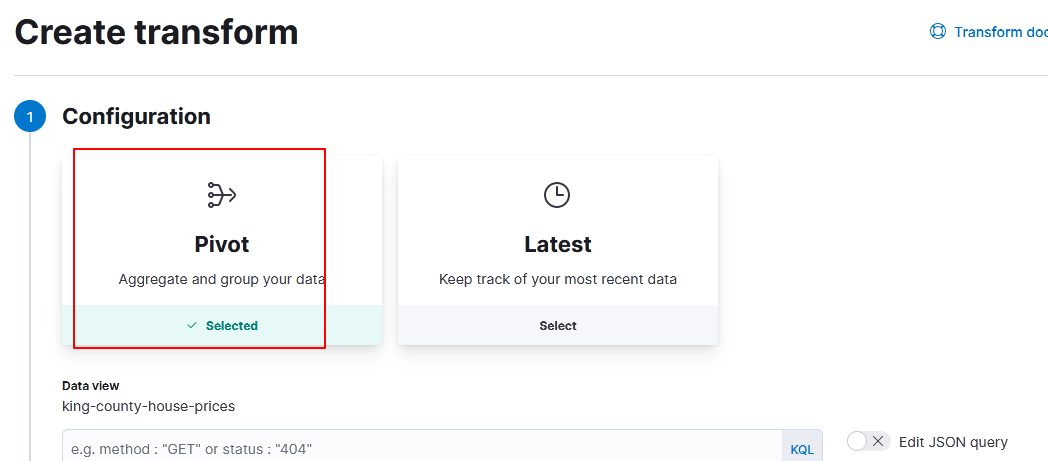 Create transform
Transform doc
1 Configuration
Pivot
Aggregate and group your data
Selected
Latest
Keep track of your most recent data
Select
Data view
king-county-house-prices
e.g. method : "GET" or status : "404"
KQL
Edit JSON query